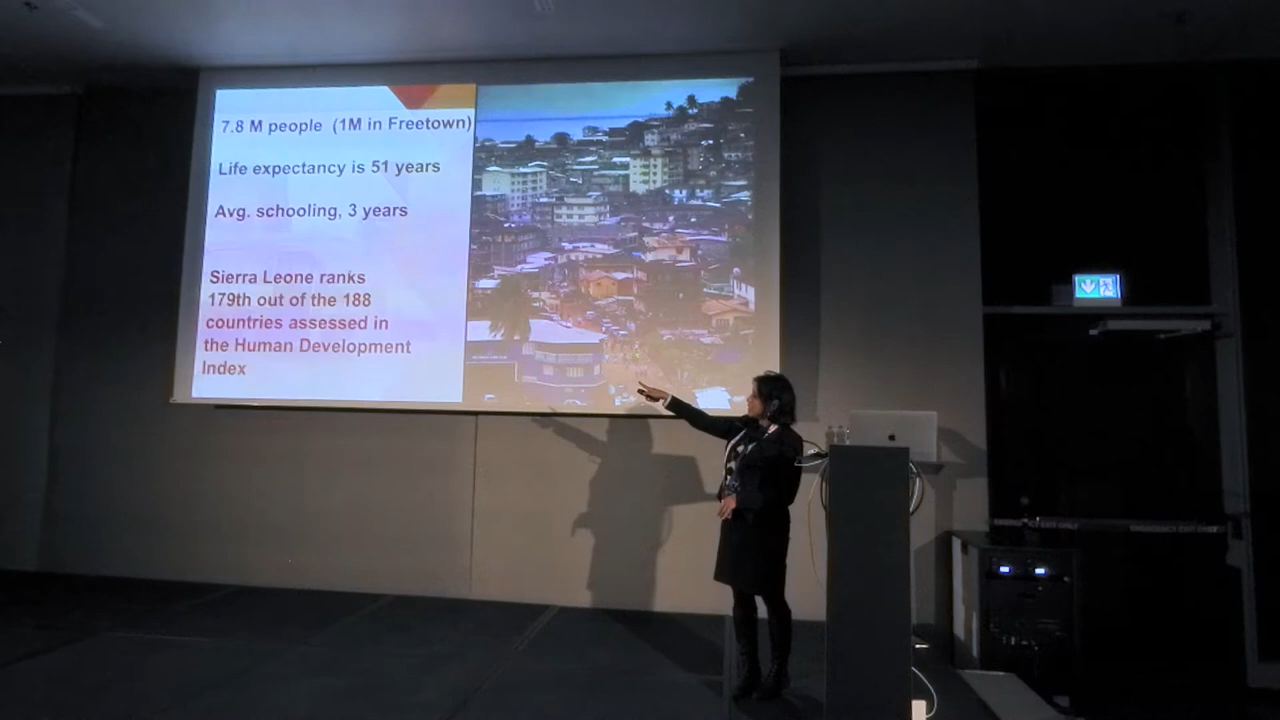 7.8 M people (1M in Freetown)
Life expectancy is 51 years
Avg. schooling, 3 years
Sierra Leone ranks
179th out of the 188
countries assessed in
the Human Development
Index